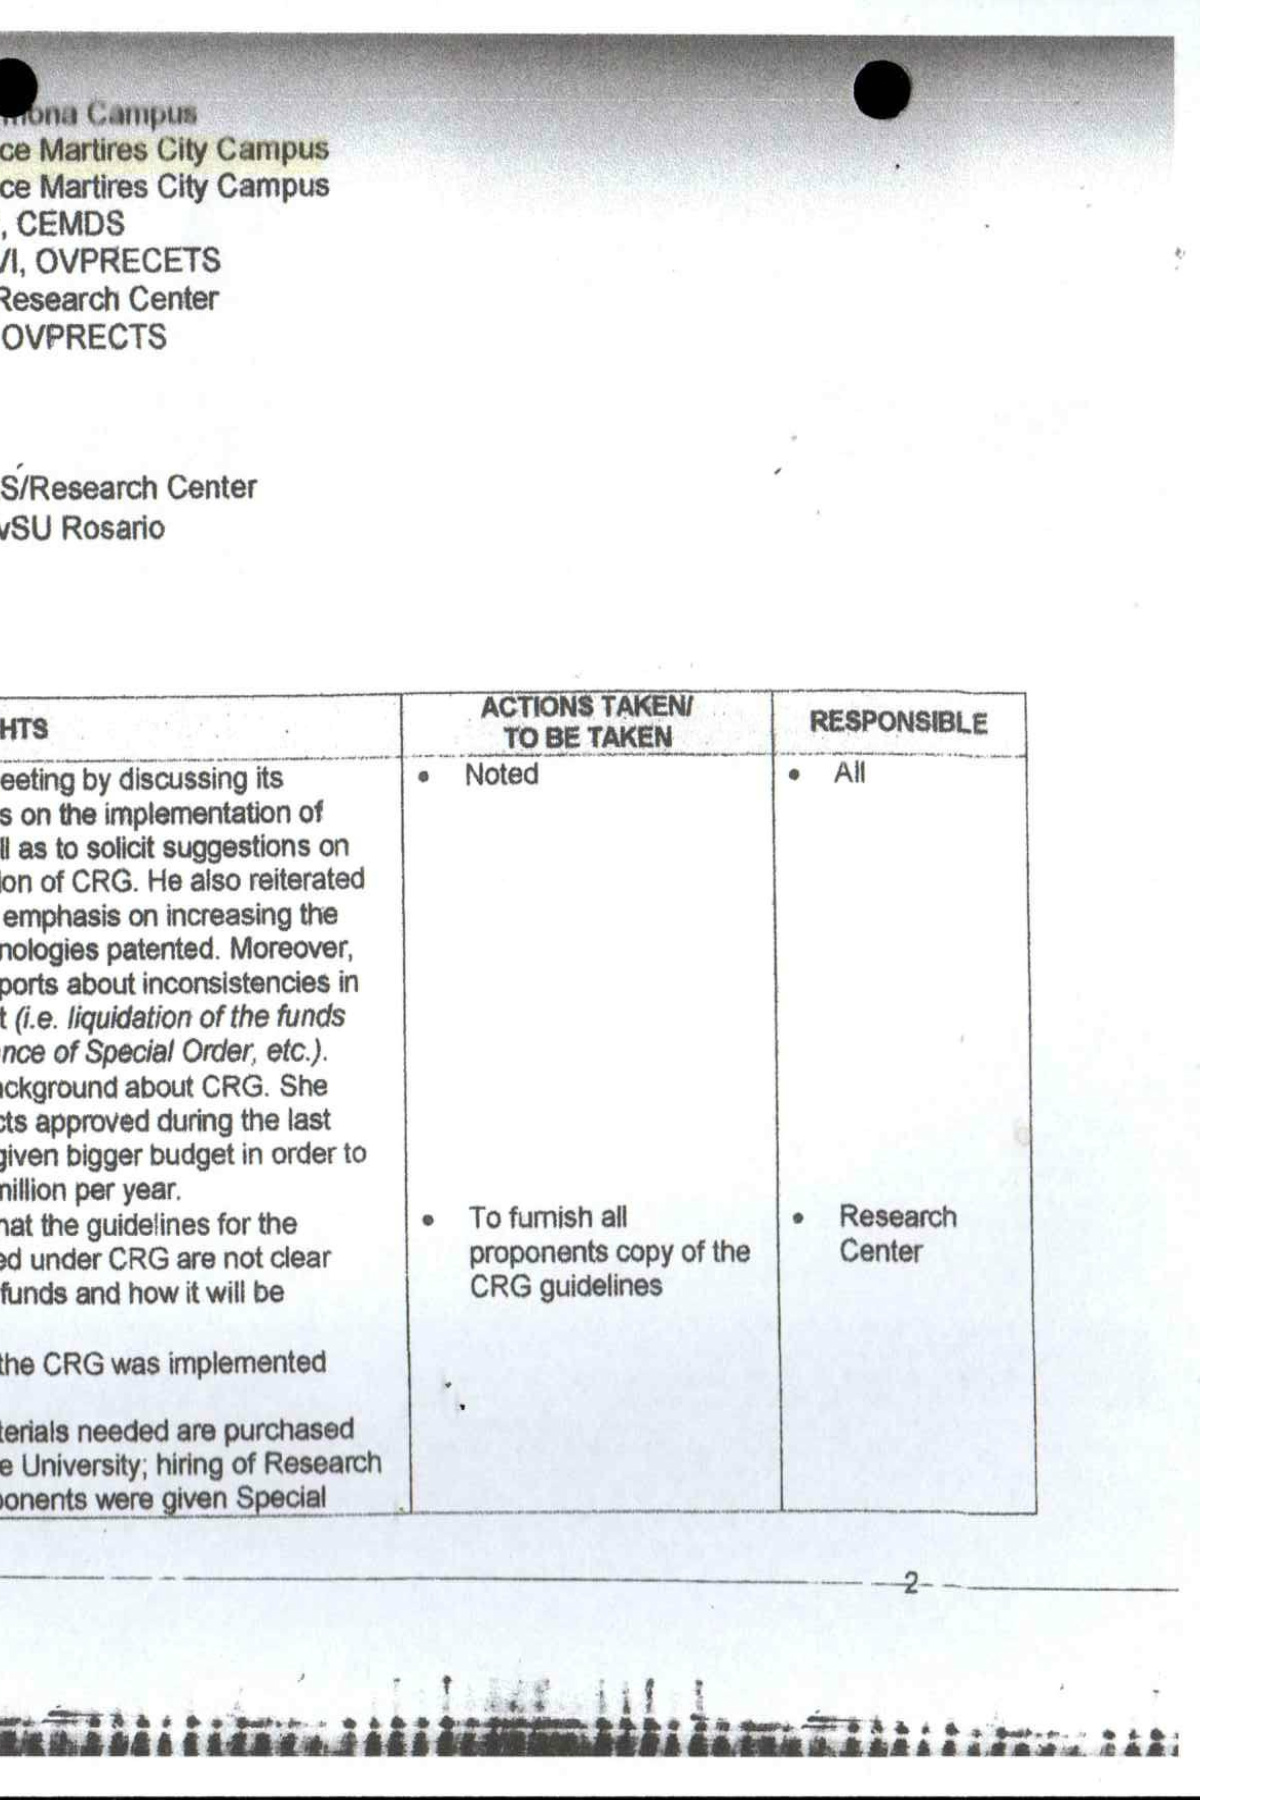 Campus
ce Martires City Campus
ce Martires City Campus
, CEMDS
VI, OVPRECETS
Research Center
OVPRECTS
S/Research Center
vSU Rosario
HTS
ACTIONS TAKEN/
TO BE TAKEN
RESPONSIBLE
eeting by discussing its
s on the implementation of
ll as to solicit suggestions on
ion of CRG. He also reiterated
emphasis on increasing the
nologies patented. Moreover,
ports about inconsistencies in
t (i.e. liquidation of the funds
nce of Special Order, etc.).
ackground about CRG. She
cts approved during the last
given bigger budget in order to
million per year.
hat the guidelines for the
ed under CRG are not clear
funds and how it will be
the CRG was implemented
terials needed are purchased
e University; hiring of Research
ponents were given Special
• Noted
• To furnish all
proponents copy of the
CRG guidelines
• All
• Research
Center
2